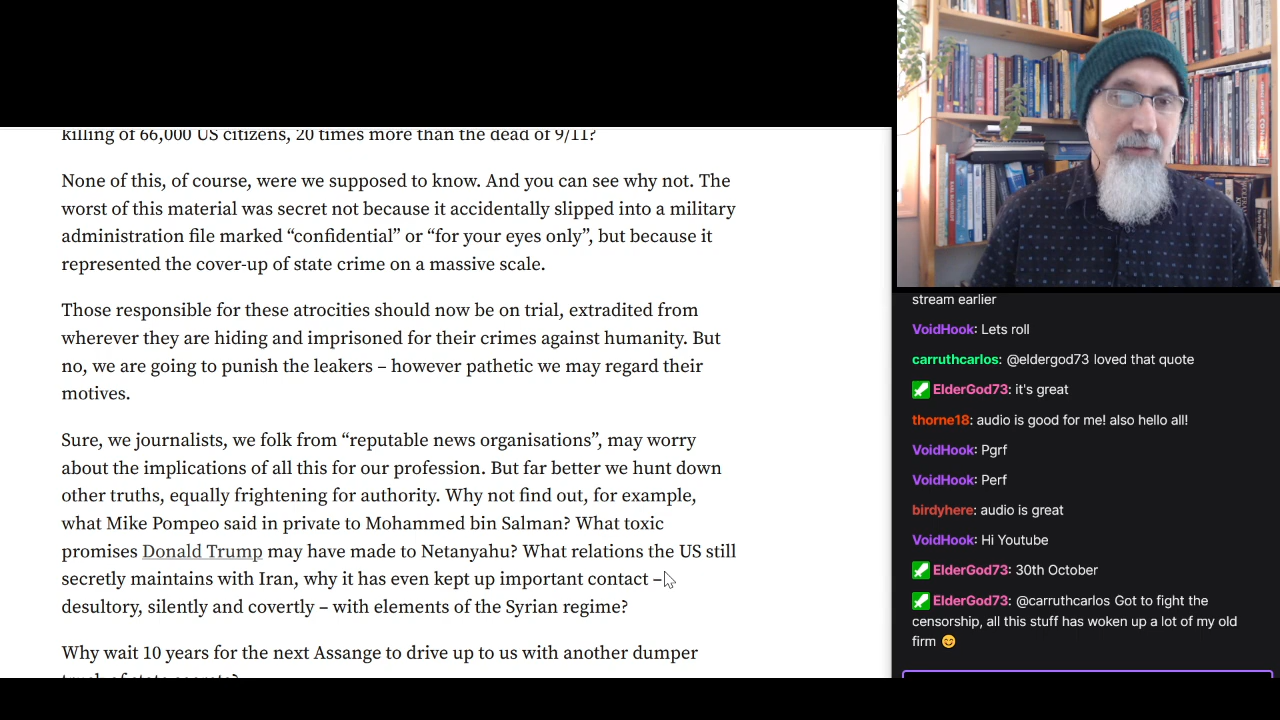 killing of 66,000 US citizens, 20 times more than the dead of 9/11?
None of this, of course, were we supposed to know. And you can see why not. The
worst of this material was secret not because it accidentally slipped into a military
administration file marked “confidential” or “for your eyes only”, but because it
represented the cover-up of state crime on a massive scale.
Those responsible for these atrocities should now be on trial, extradited from
wherever they are hiding and imprisoned for their crimes against humanity. But
no, we are going to punish the leakers – however pathetic we may regard their
motives.
Sure, we journalists, we folk from “reputable news organisations”, may worry
about the implications of all this for our profession. But far better we hunt down
other truths, equally frightening for authority. Why not find out, for example,
what Mike Pompeo said in private to Mohammed bin Salman? What toxic
promises Donald Trump may have made to Netanyahu? What relations the US still
secretly maintains with Iran, why it has even kept up important contact –
desultory, silently and covertly – with elements of the Syrian regime?
Why wait 10 years for the next Assange to drive up to us with another dumper
truck of state secrets?
stream earlier
VoidHook: Lets roll
carruthcarlos: @eldergod73 loved that quote
ElderGod73: it's great
thorne18: audio is good for me! also hello all!
VoidHook: Pgrf
VoidHook: Perf
birdyhere: audio is great
VoidHook: Hi Youtube
ElderGod73: 30th October
ElderGod73: @carruthcarlos Got to fight the
censorship, all this stuff has woken up a lot of my old
firm 😊